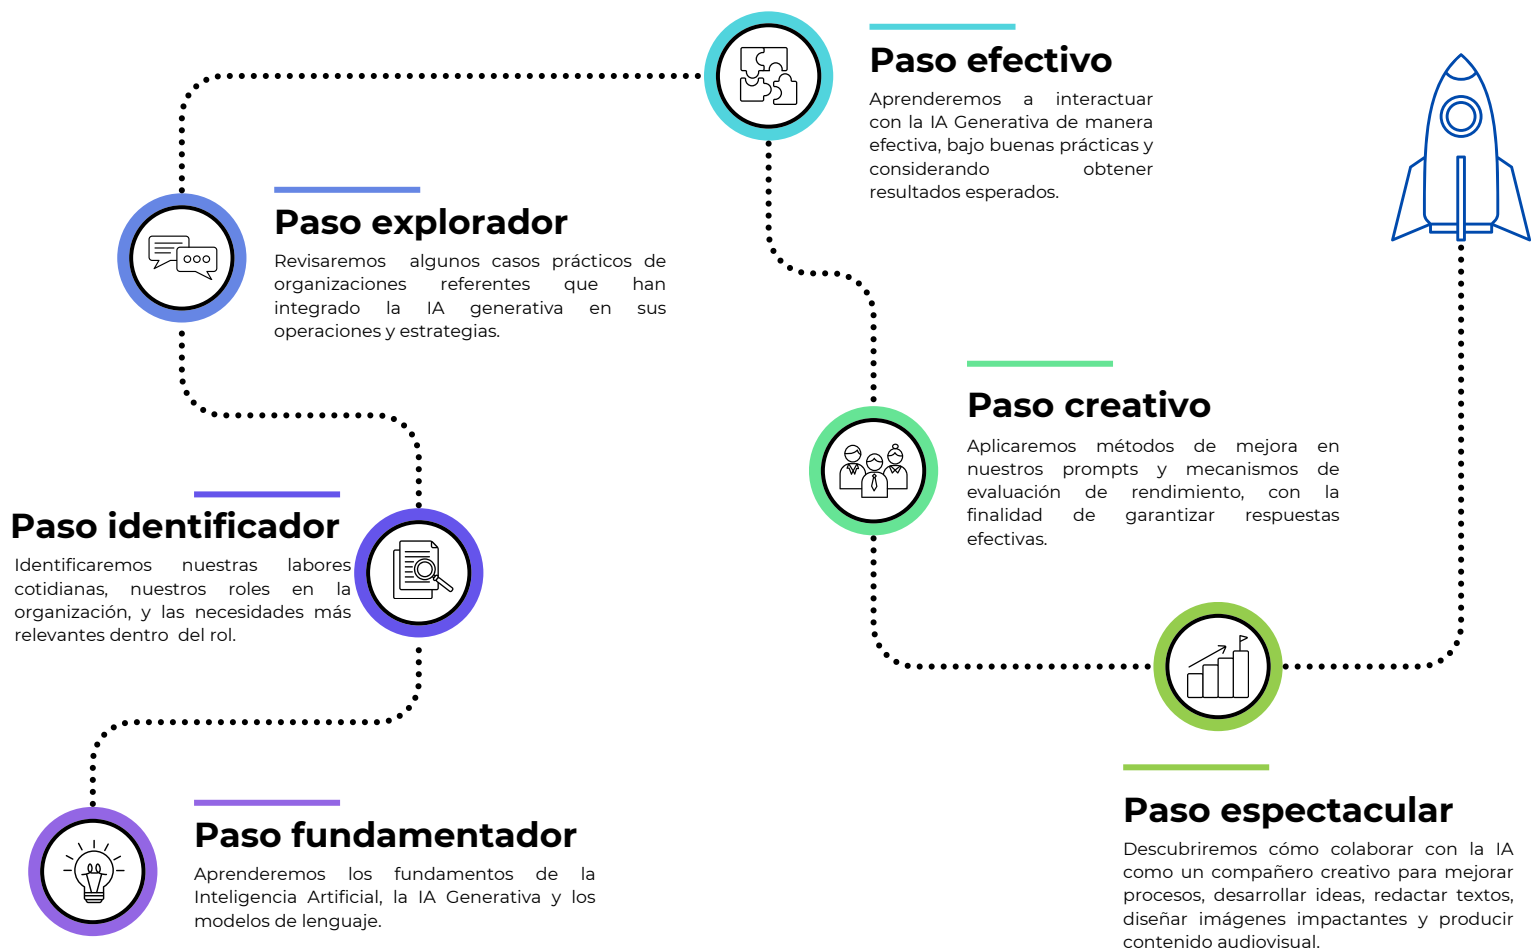 Paso efectivo
Aprenderemos a interactuar
con la IA Generativa de manera
efectiva, bajo buenas prácticas y
considerando obtener
resultados esperados.
Paso explorador
Revisaremos algunos casos prácticos de
organizaciones referentes que han
integrado la IA generativa en sus
operaciones y estrategias.
Paso creativo
Aplicaremos métodos de mejora en
nuestros prompts y mecanismos de
evaluación de rendimiento, con la
finalidad de garantizar respuestas
efectivas.
Paso identificador
Identificaremos nuestras labores
cotidianas, nuestros roles en la
organización, y las necesidades más
relevantes dentro del rol.
Paso fundamentador
Aprenderemos los fundamentos de la
Inteligencia Artificial, la IA Generativa y los
modelos de lenguaje.
Paso espectacular
Descubriremos cómo colaborar con la IA
como un compañero creativo para mejorar
procesos, desarrollar ideas, redactar textos,
diseñar imágenes impactantes y producir
contenido audiovisual.